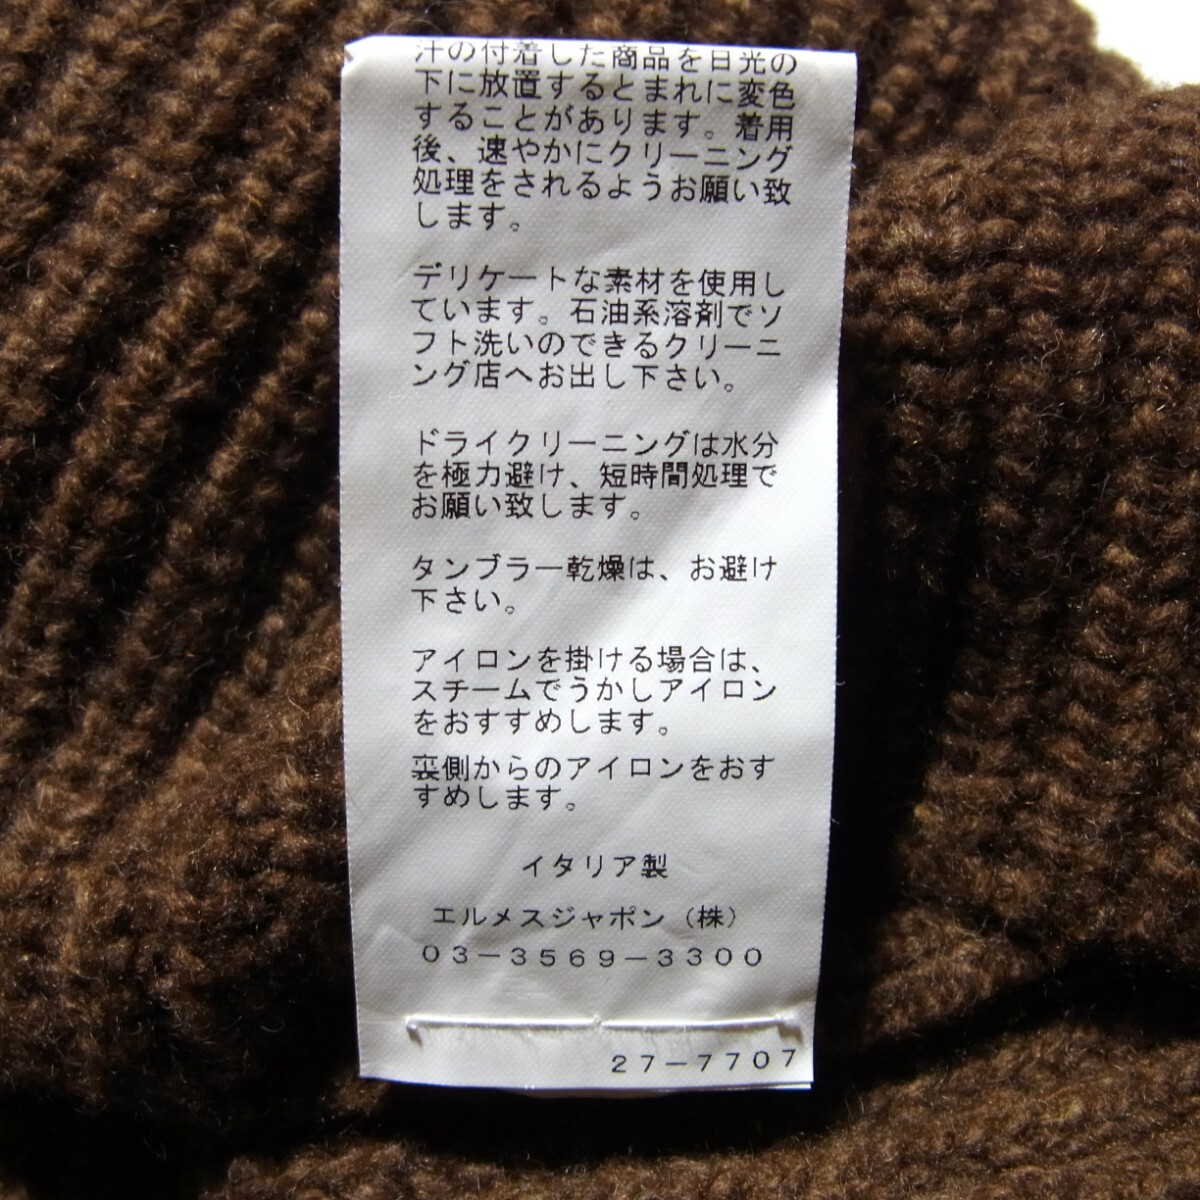 汁の付着した商品を日光の
下に放置するとまれに変色
することがあります。着用
後、速やかにクリーニング
処理をされるようお願い致
します。
デリケートな素材を使用し
ています。石油系溶剤でソ
フト洗いのできるクリーニ
ング店へお出し下さい。
ドライクリーニングは水分
を極力避け、短時間処理で
お願い致します。
タンブラー乾燥は、お避け
下さい。
アイロンを掛ける場合は、
スチームでうかしアイロン
をおすすめします。
裏側からのアイロンをおす
すめします。
イタリア製
エルメスジャポン（株）
03-3569-3300
27-7707